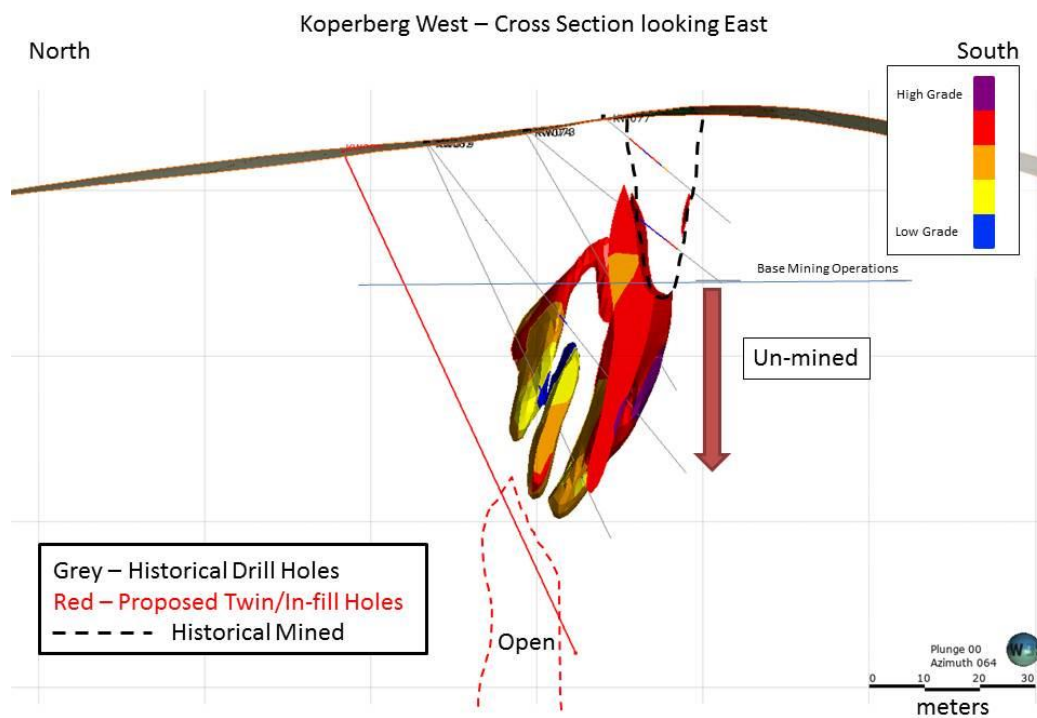 Koperberg West – Cross Section looking East
North
South
High Grade
Low Grade
Base Mining Operations
Un-mined
Grey – Historical Drill Holes
Red – Proposed Twin/In-fill Holes
Historical Mined
Open
Plunge 00
Azimuth 064
W
0 10 20 30
meters